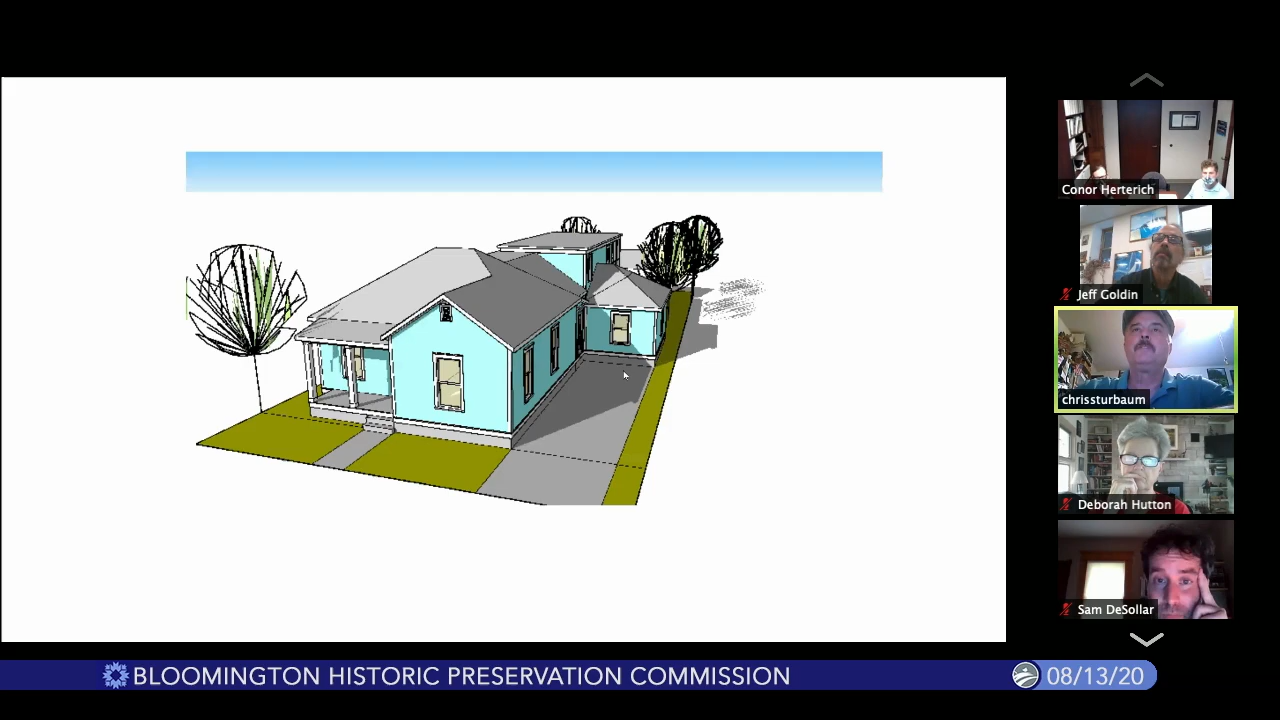 Conor Herterich
Jeff Goldin
chrissturbaum
Deborah Hutton
Sam DeSollar
BLOOMINGTON HISTORIC PRESERVATION COMMISSION
08/13/20